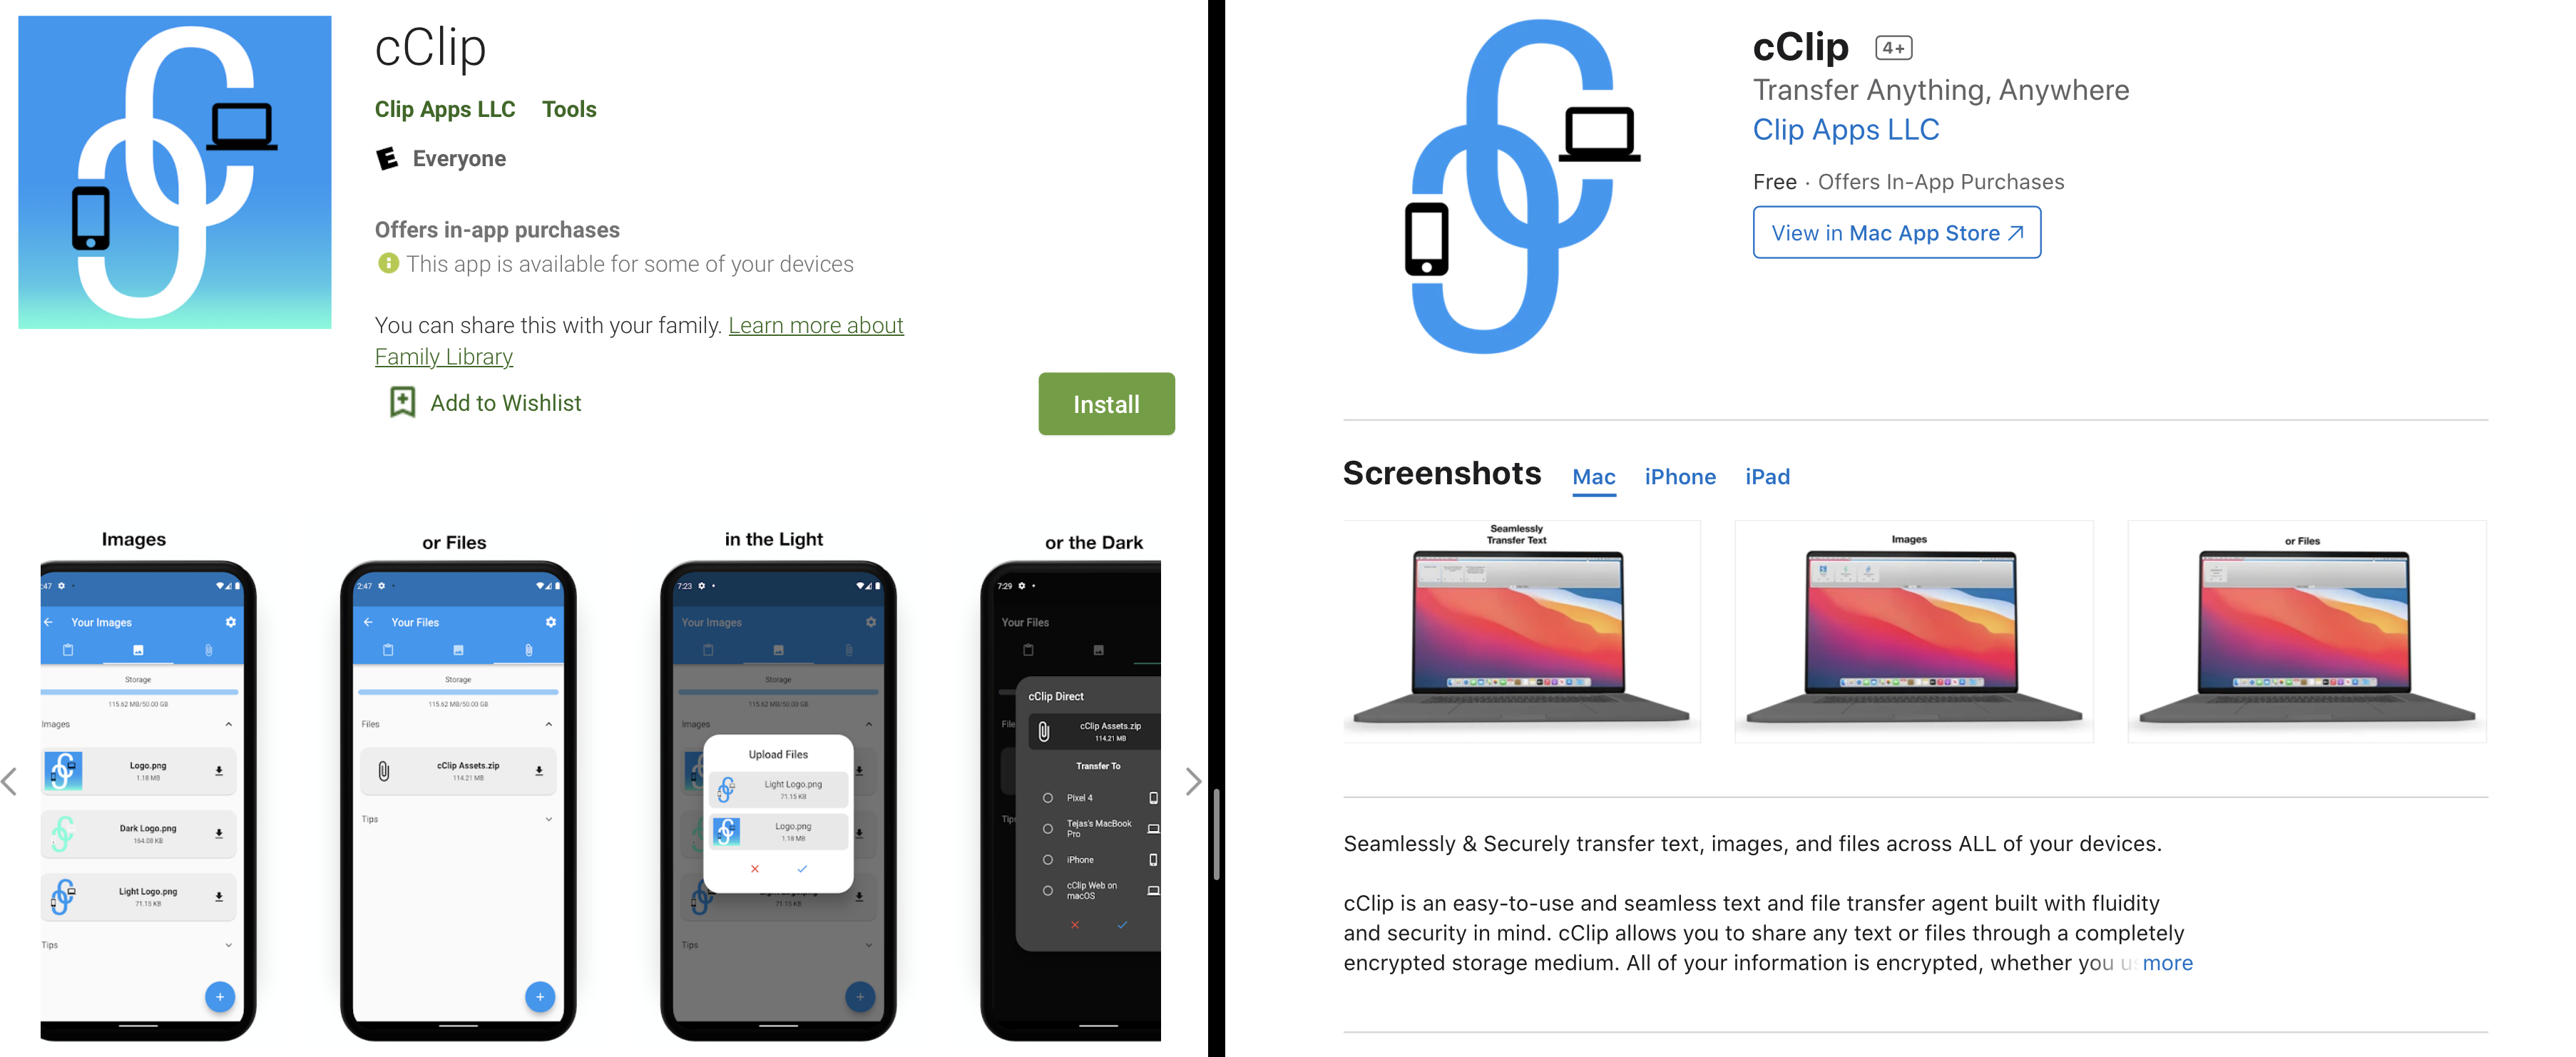 cClip
Clip Apps LLC Tools
E Everyone
Offers in-app purchases
This app is available for some of your devices
You can share this with your family. Learn more about
Family Library
Add to Wishlist
Install
Images
:47
Your Images
Storage
115.62 MB/50.00 GB
Images
Logo.png
1.18 MB
Dark Logo.png
164.08 KB
Light Logo.png
71.15 KB
Tips
+
or Files
2:47
Your Files
Storage
115.62 MB/50.00 GB
Files
cClip Assets.zip
114.21 MB
Tips
+
in the Light
7:23
Your Images
Storage
115.62 MB/50.00 GB
Images
Upload Files
Light Logo.png
71.15 KB
Logo.png
1.18 MB
71.15 KB
Tips
+
or the Dark
7:29
Your Files
cClip Direct
File
cClip Assets.zip
114.21 MB
Transfer To
Tip
Pixel 4
Tejas's MacBook
Pro
iPhone
cClip Web on
macOS
cClip 4+
Transfer Anything, Anywhere
Clip Apps LLC
Free · Offers In-App Purchases
View in Mac App Store
Screenshots Mac iPhone iPad
Seamlessly
Transfer Text
Images
or Files
Seamlessly & Securely transfer text, images, and files across ALL of your devices.
cClip is an easy-to-use and seamless text and file transfer agent built with fluidity
and security in mind. cClip allows you to share any text or files through a completely
encrypted storage medium. All of your information is encrypted, whether you us more